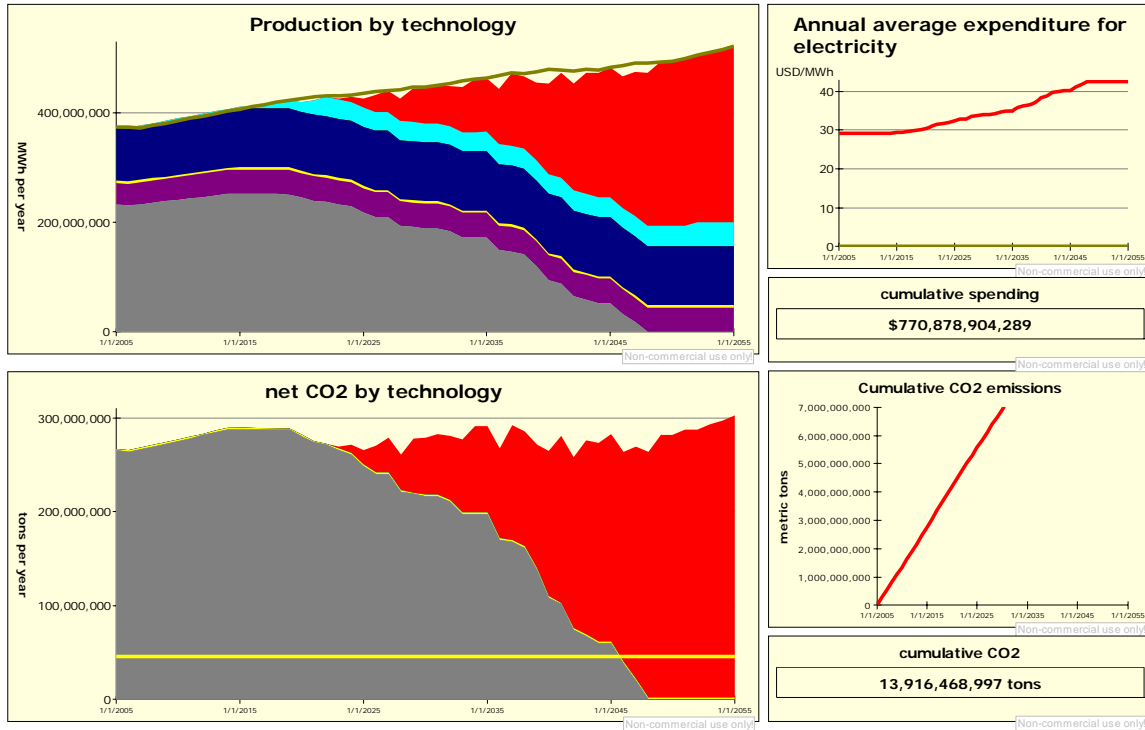 Production by technology
MWh per year
400,000,000
200,000,000
0
1/1/2005
1/1/2015
1/1/2025
1/1/2035
1/1/2045
1/1/2055
Non-commercial use only!
Annual average expenditure for
electricity
USD/MWh
40
30
20
10
0
1/1/2005
1/1/2015
1/1/2025
1/1/2035
1/1/2045
1/1/2055
Non-commercial use only!
cumulative spending
$770,878,904,289
Non-commercial use only!
net CO2 by technology
tons per year
300,000,000
200,000,000
100,000,000
0
1/1/2005
1/1/2015
1/1/2025
1/1/2035
1/1/2045
1/1/2055
Non-commercial use only!
Cumulative CO2 emissions
metric tons
7,000,000,000
6,000,000,000
5,000,000,000
4,000,000,000
3,000,000,000
2,000,000,000
1,000,000,000
0
1/1/2005
1/1/2015
1/1/2025
1/1/2035
1/1/2045
1/1/2055
Non-commercial use only!
cumulative CO2
13,916,468,997 tons
Non-commercial use only!